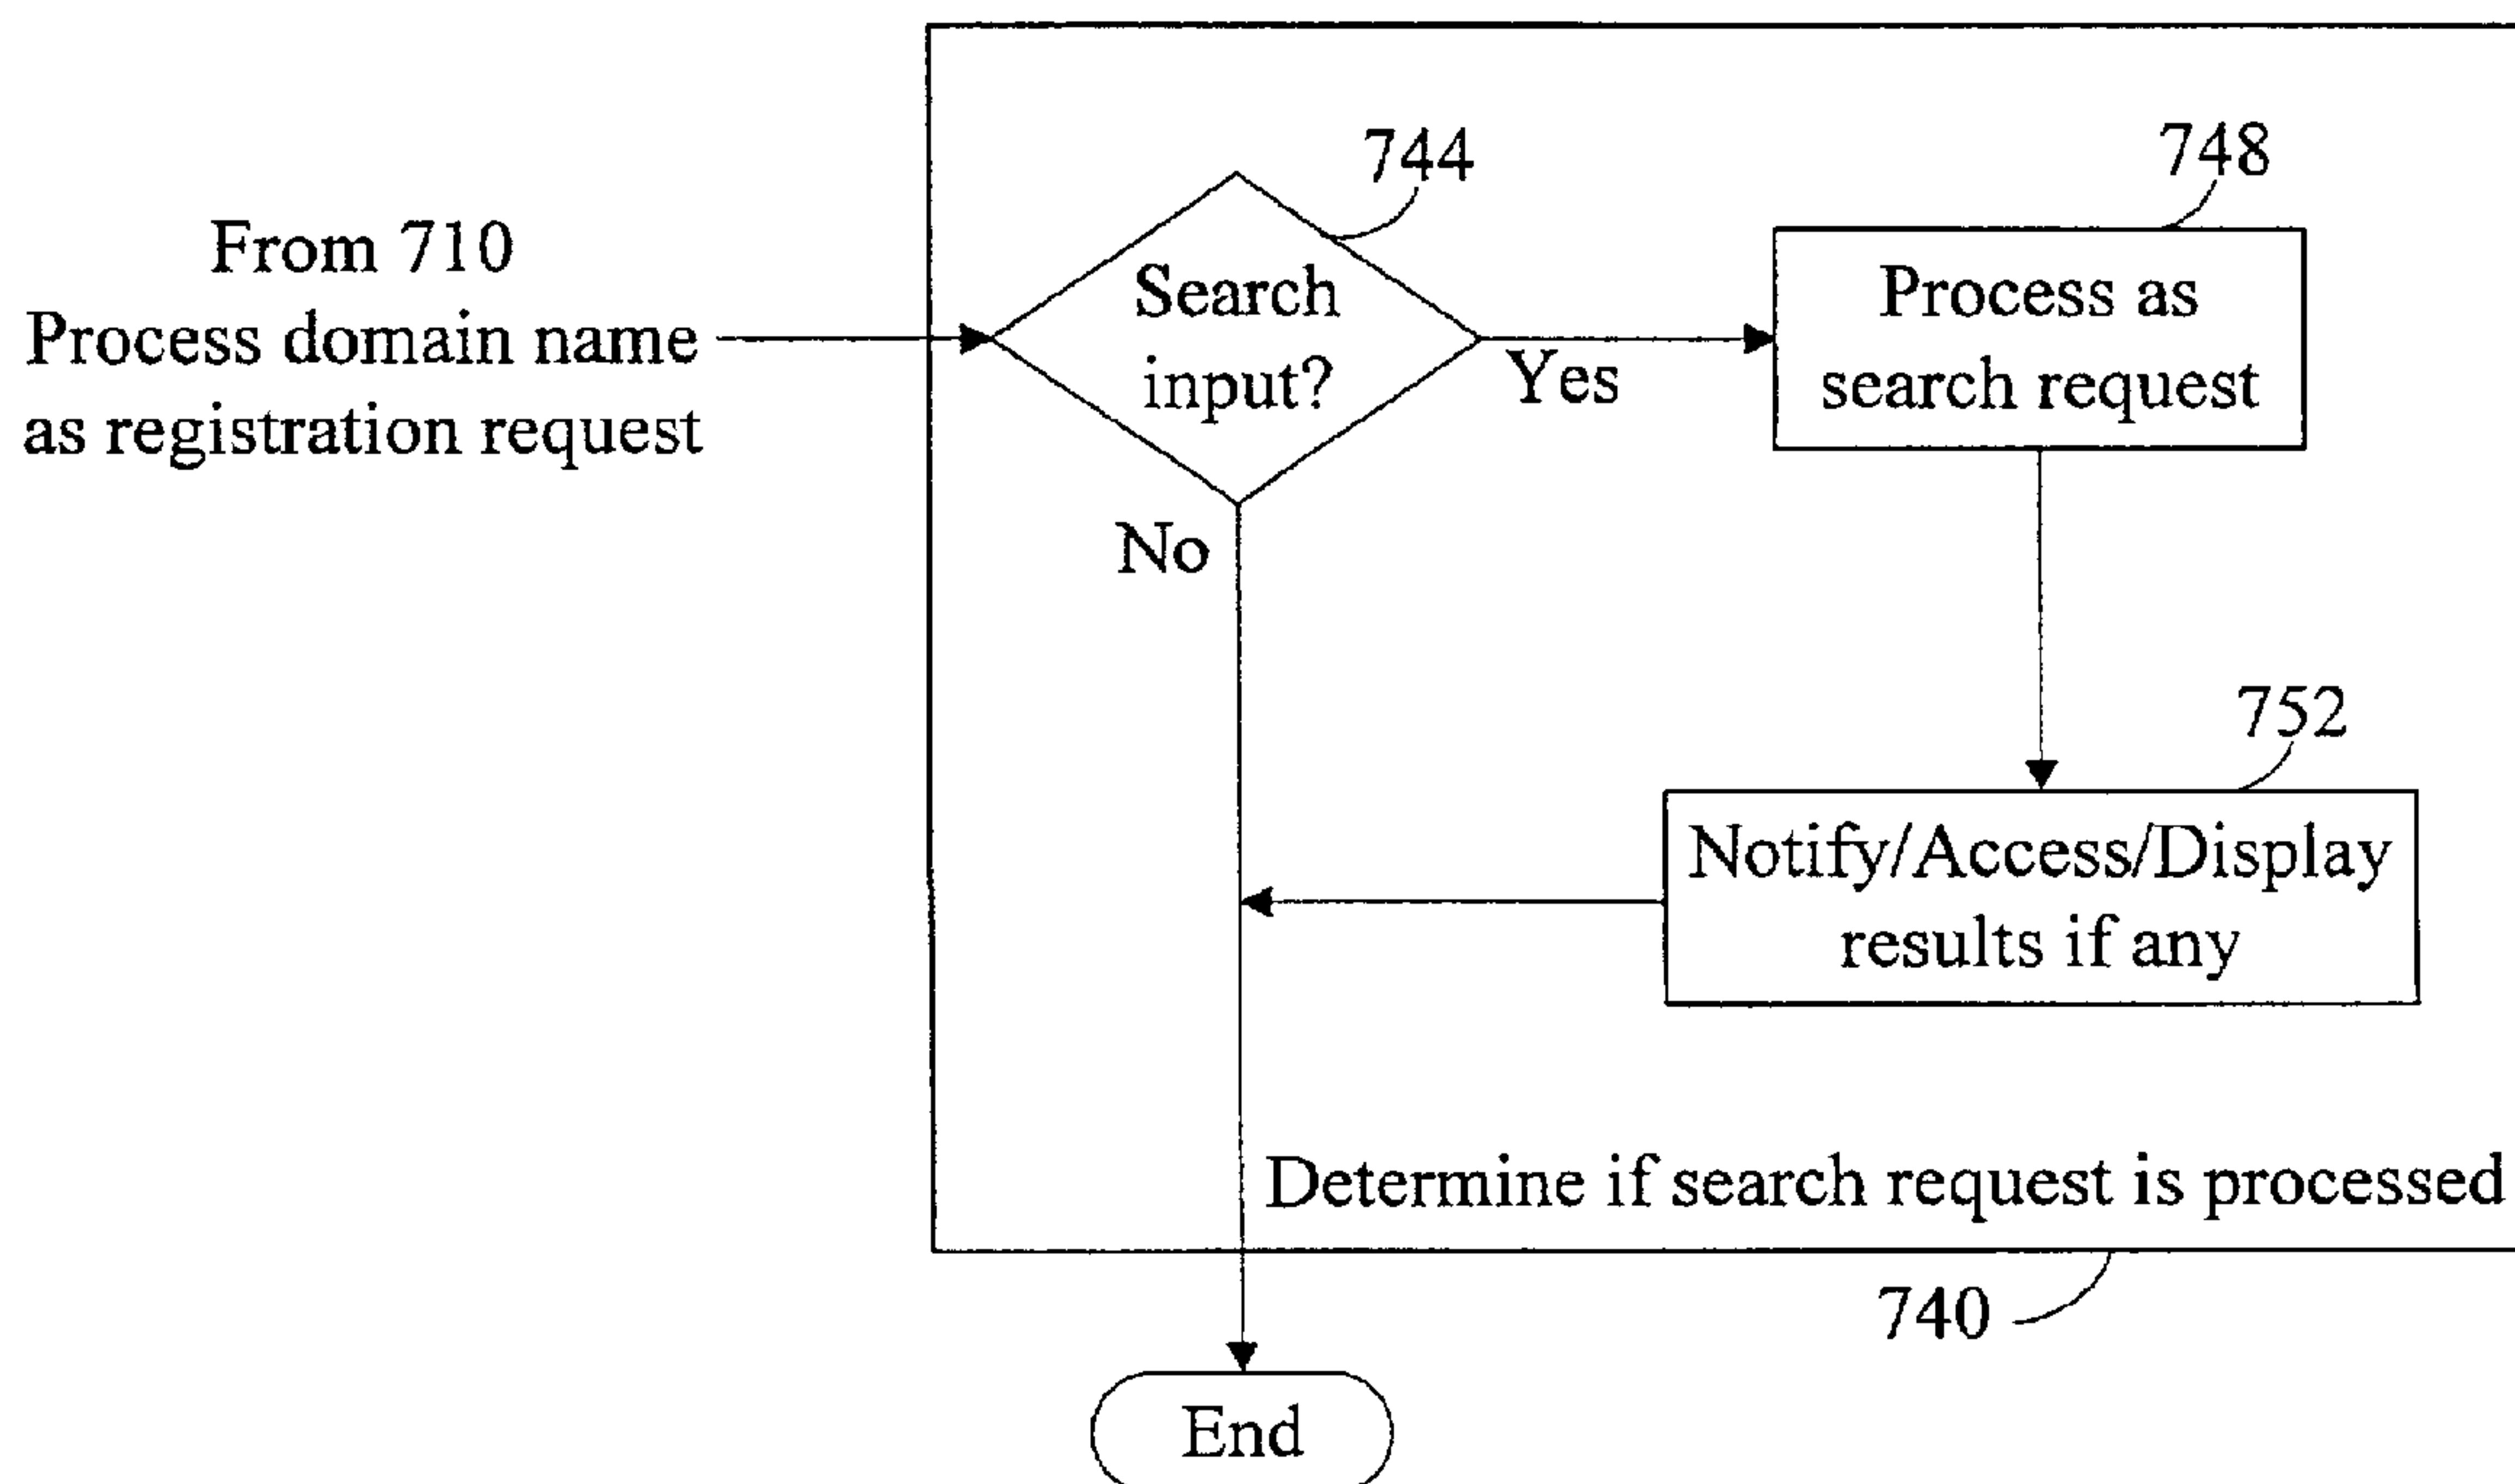 744
748
From 710
Process domain name
as registration request
Search
input?
Yes
Process as
search request
No
752
Notify/Access/Display
results if any
Determine if search request is processed
740
End